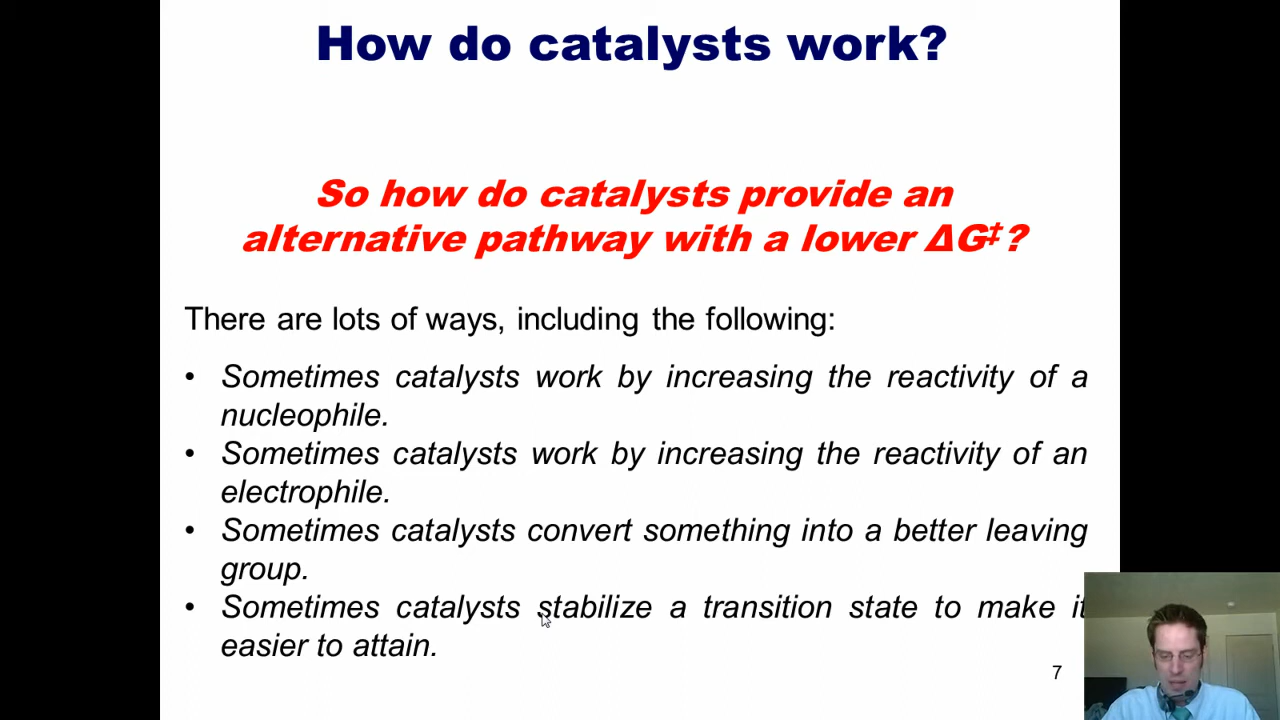 How do catalysts work?
So how do catalysts provide an
alternative pathway with a lower ΔG‡?
There are lots of ways, including the following:
• Sometimes catalysts work by increasing the reactivity of a
nucleophile.
• Sometimes catalysts work by increasing the reactivity of an
electrophile.
• Sometimes catalysts convert something into a better leaving
group.
• Sometimes catalysts stabilize a transition state to make it
easier to attain.
7